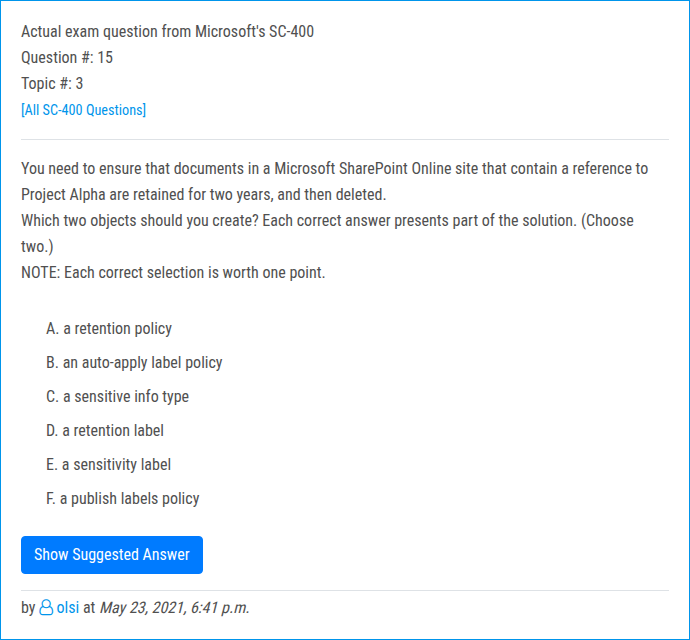 Actual exam question from Microsoft's SC-400
Question #: 15
Topic #: 3
[All SC-400 Questions]
You need to ensure that documents in a Microsoft SharePoint Online site that contain a reference to
Project Alpha are retained for two years, and then deleted.
Which two objects should you create? Each correct answer presents part of the solution. (Choose
two.)
NOTE: Each correct selection is worth one point.
A. a retention policy
B. an auto-apply label policy
C. a sensitive info type
D. a retention label
E. a sensitivity label
F. a publish labels policy
Show Suggested Answer
by olsi at May 23, 2021, 6:41 p.m.